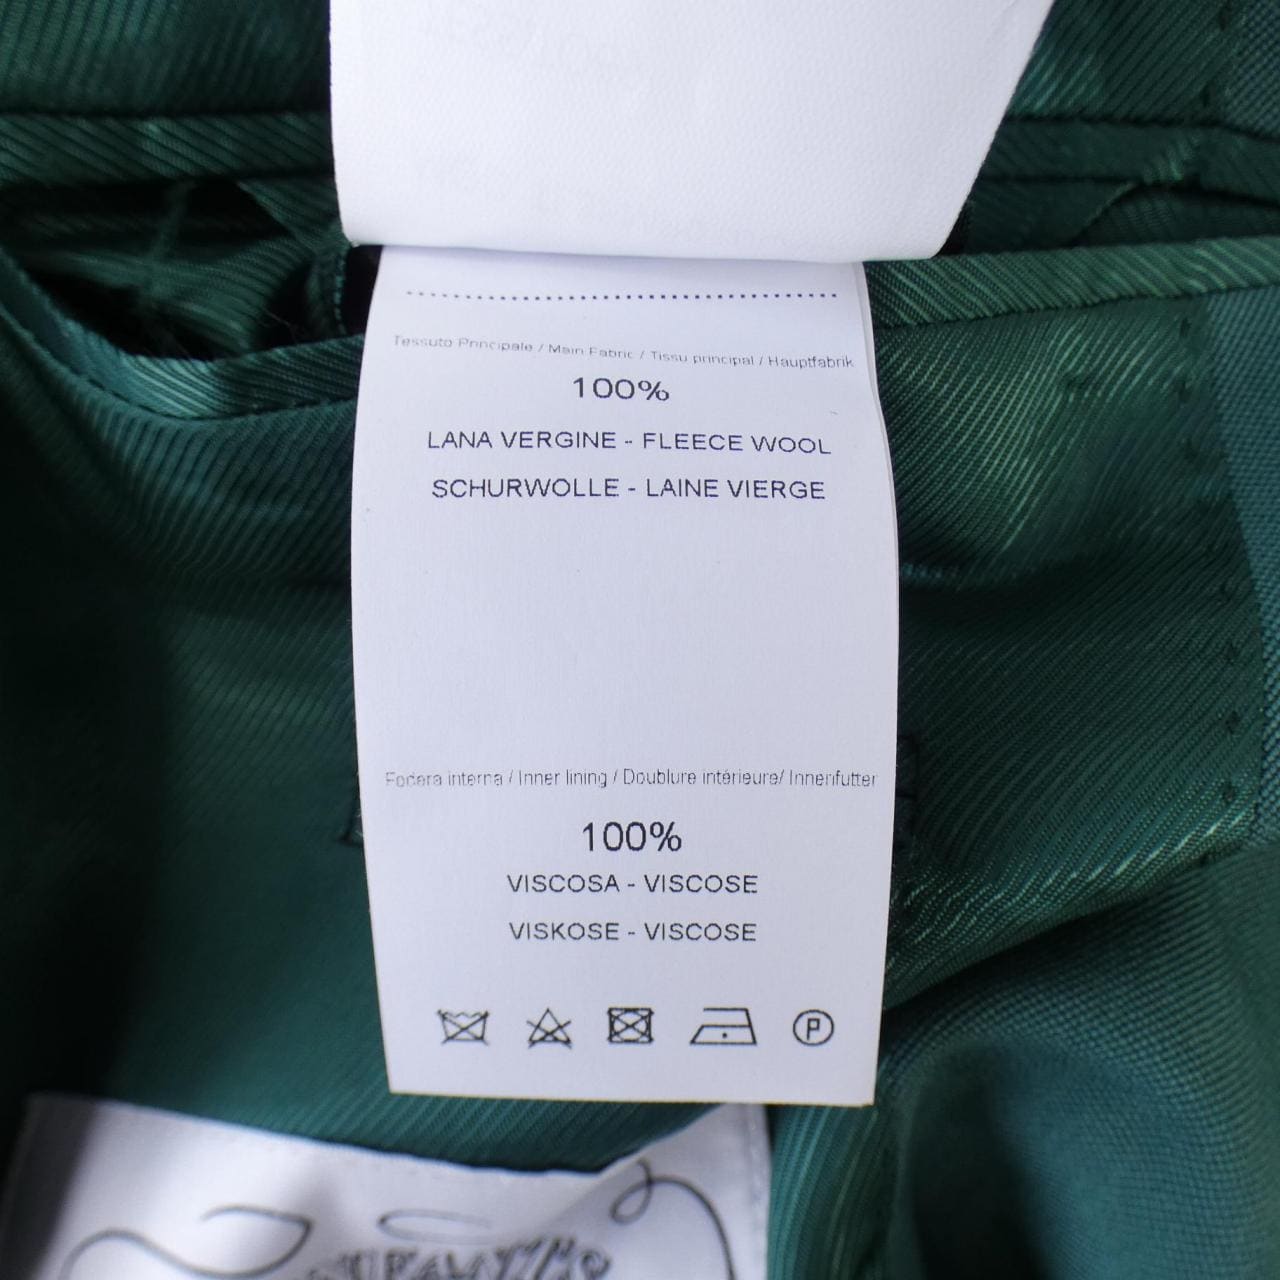 Tessuto Principale / Main Fabric / Tissu principal / Hauptfabrik
100%
LANA VERGINE - FLEECE WOOL
SCHURWOLLE - LAINE VIERGE
Fodera interna / Inner lining / Doublure intérieure/ Innenfutter
100%
VISCOSA - VISCOSE
VISKOSE - VISCOSE
P